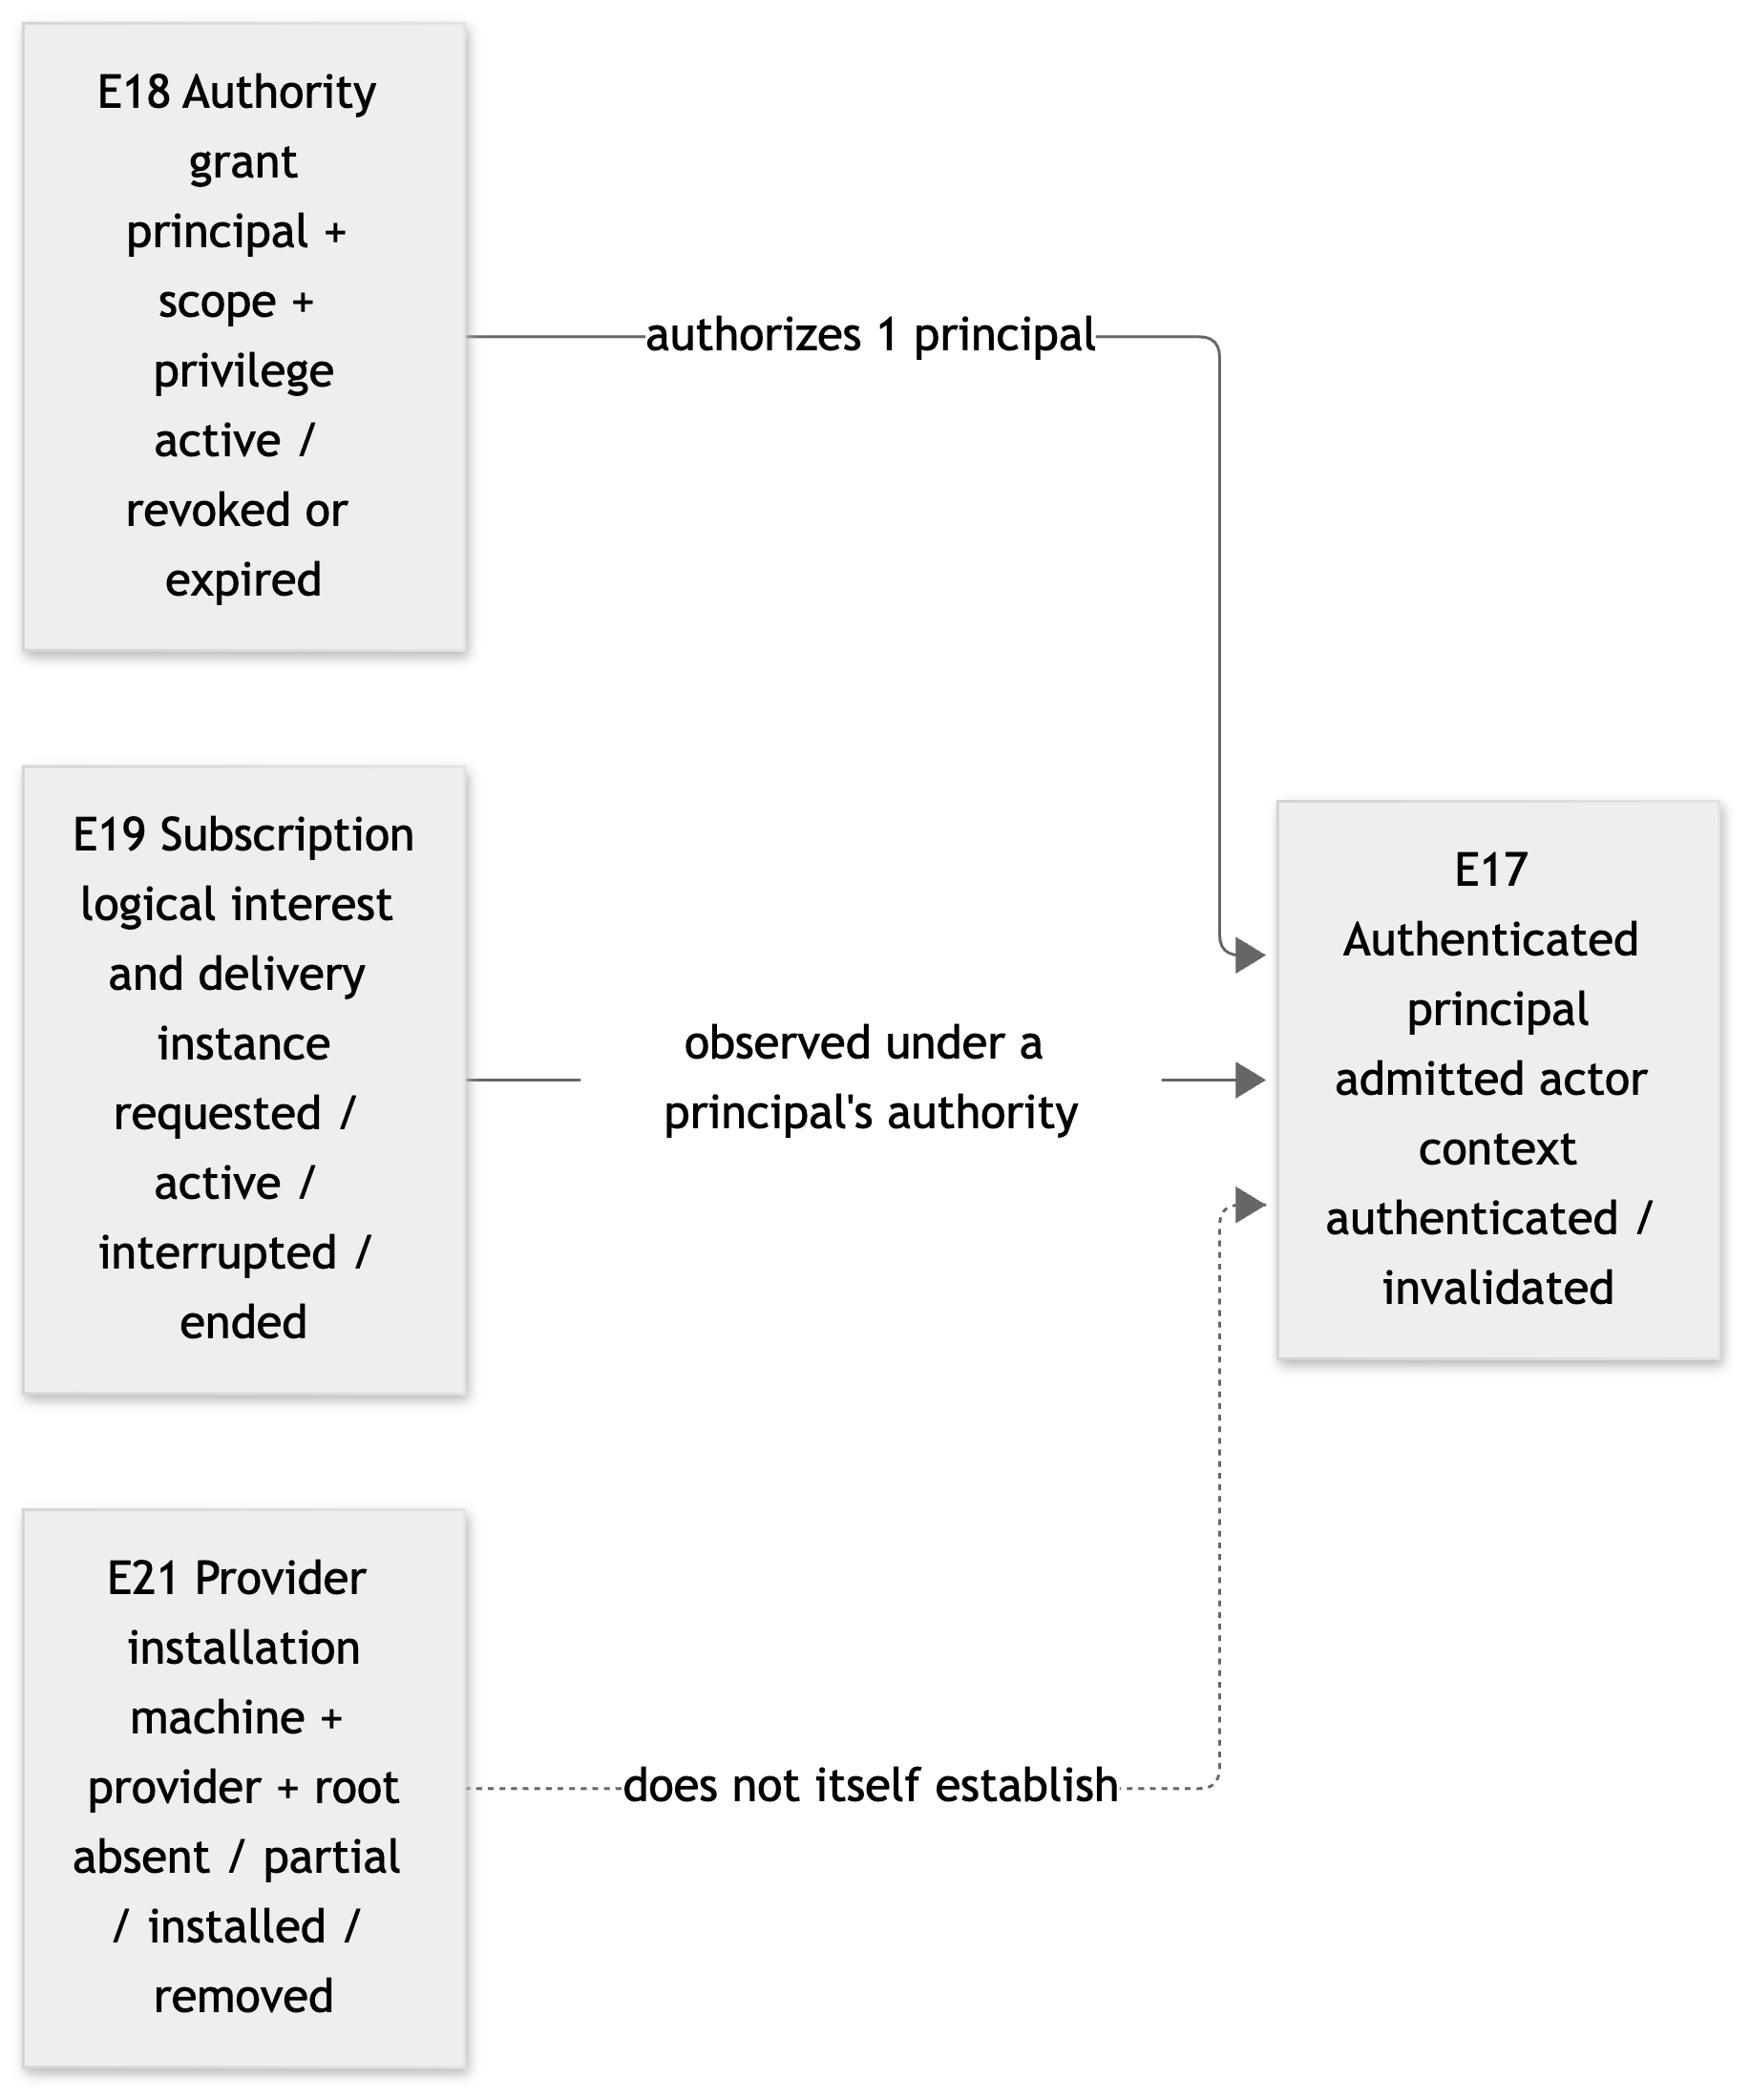 E18 Authority
grant
principal +
scope +
privilege
active /
revoked or
expired
authorizes 1 principal
E19 Subscription
logical interest
and delivery
instance
requested /
active /
interrupted /
ended
observed under a
principal's authority
E17
Authenticated
principal
admitted actor
context
authenticated /
invalidated
E21 Provider
installation
machine +
provider + root
absent / partial
/ installed /
removed
does not itself establish